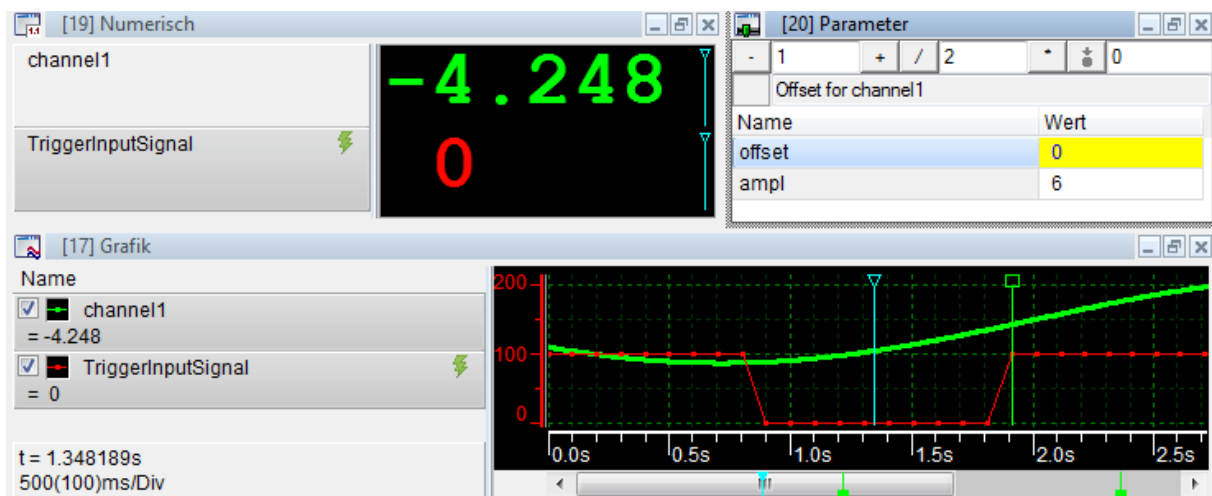 [19] Numerisch
channel1
-4.248
TriggerInputSignal
0
[20] Parameter
- 1 + / 2 * 0
Offset for channel1
Name Wert
offset 0
ampl 6
[17] Grafik
Name
channel1
= -4.248
TriggerInputSignal
= 0
t = 1.348189s
500(100)ms/Div
200
100
0
0.0s 0.5s 1.0s 1.5s 2.0s 2.5s